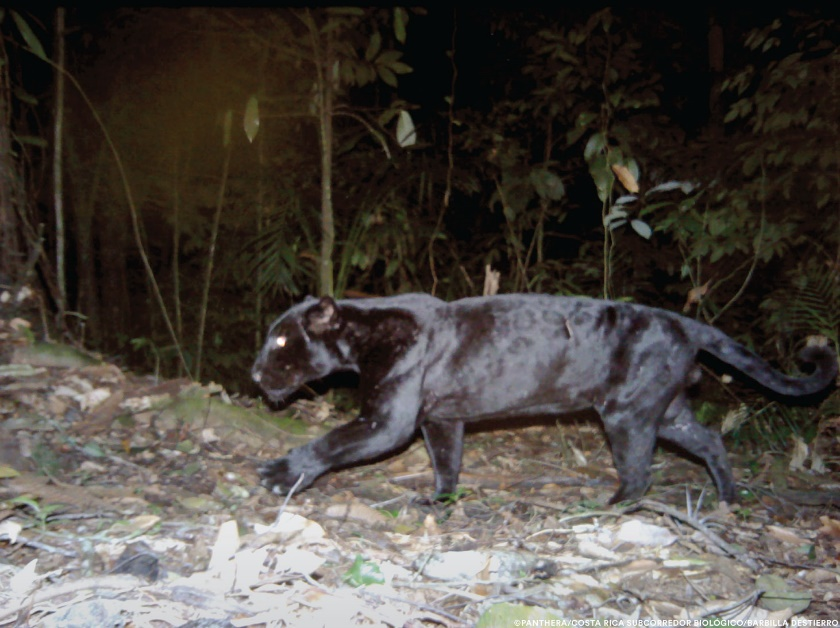 ©PANTHERA/COSTA RICA SUBCORREDOR BIOLÓGICO/BARBILLA DESTIERRO